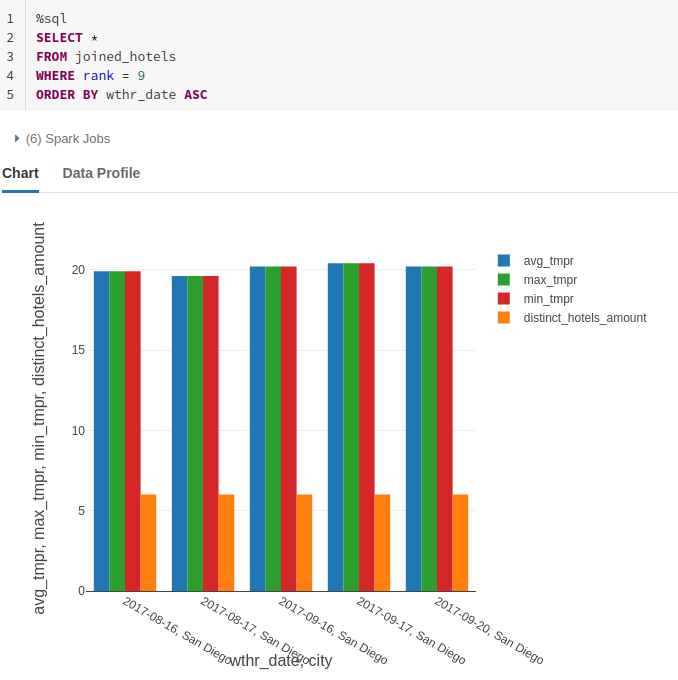 1 %sql
2 SELECT *
3 FROM joined_hotels
4 WHERE rank = 9
5 ORDER BY wthr_date ASC
(6) Spark Jobs
Chart Data Profile
avg_tmpr, max_tmpr, min_tmpr, distinct_hotels_amount
20
15
10
5
0
2017-08-16, San Diego
2017-08-17, San Diego
2017-09-16, San Diego
2017-09-17, San Diego
2017-09-20, San Diego
wthr_date, city
avg_tmpr
max_tmpr
min_tmpr
distinct_hotels_amount